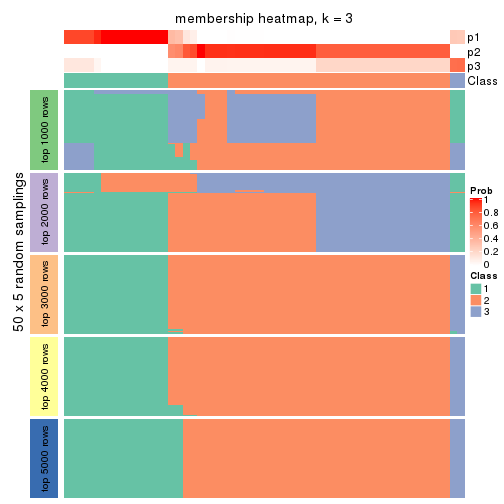 membership heatmap, k = 3
p1
p2
p3
Class
50 x 5 random samplings
top 1000 rows
top 2000 rows
top 3000 rows
top 4000 rows
top 5000 rows
Prob
1
0.8
0.6
0.4
0.2
0
Class
1
2
3